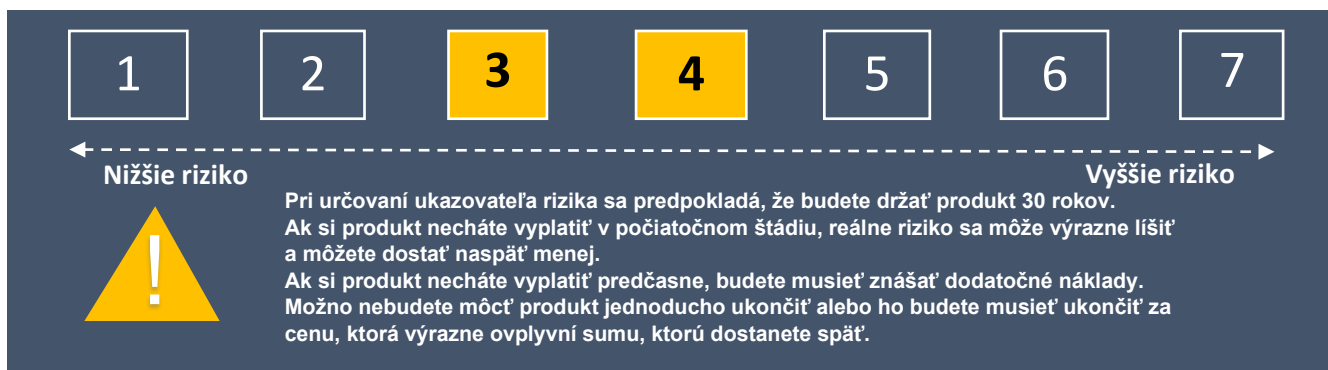 1 2 3 4 5 6 7
Nižšie riziko Vyššie riziko
Pri určovaní ukazovateľa rizika sa predpokladá, že budete držať produkt 30 rokov.
Ak si produkt necháte vyplatiť v počiatočnom štádiu, reálne riziko sa môže výrazne líšiť
a môžete dostať naspäť menej.
Ak si produkt necháte vyplatiť predčasne, budete musieť znášať dodatočné náklady.
Možno nebudete môcť produkt jednoducho ukončiť alebo ho budete musieť ukončiť za
cenu, ktorá výrazne ovplyvní sumu, ktorú dostanete späť.
!